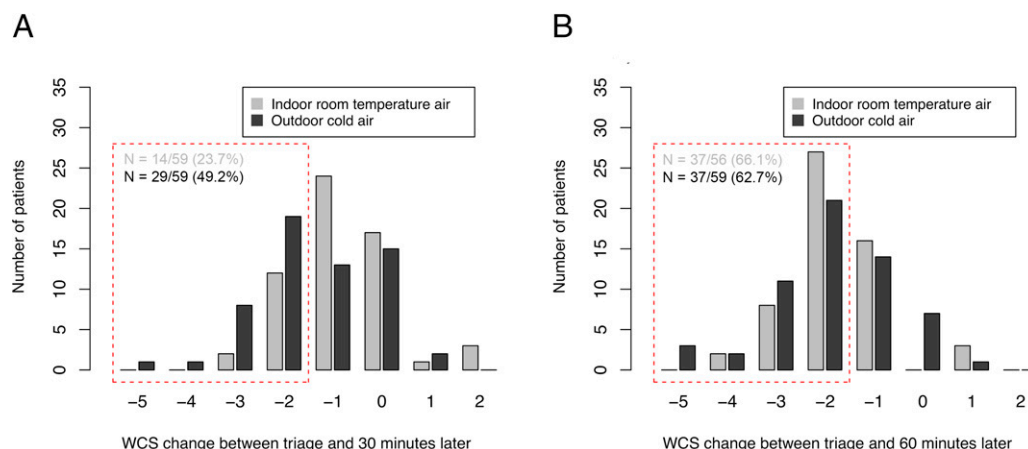 A
35
30
25
20
15
10
5
0
Number of patients
Indoor room temperature air
Outdoor cold air
N = 14/59 (23.7%)
N = 29/59 (49.2%)
−5 −4 −3 −2 −1 0 1 2
WCS change between triage and 30 minutes later
B
35
30
25
20
15
10
5
0
Number of patients
Indoor room temperature air
Outdoor cold air
N = 37/56 (66.1%)
N = 37/59 (62.7%)
−5 −4 −3 −2 −1 0 1 2
WCS change between triage and 60 minutes later